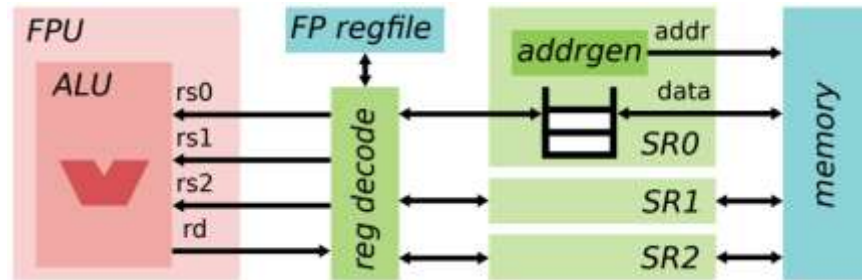 FPU
FP regfile
addrgen
addr
ALU
rs0
data
rs1
SR0
rs2
SR1
rd
SR2
reg decode
memory